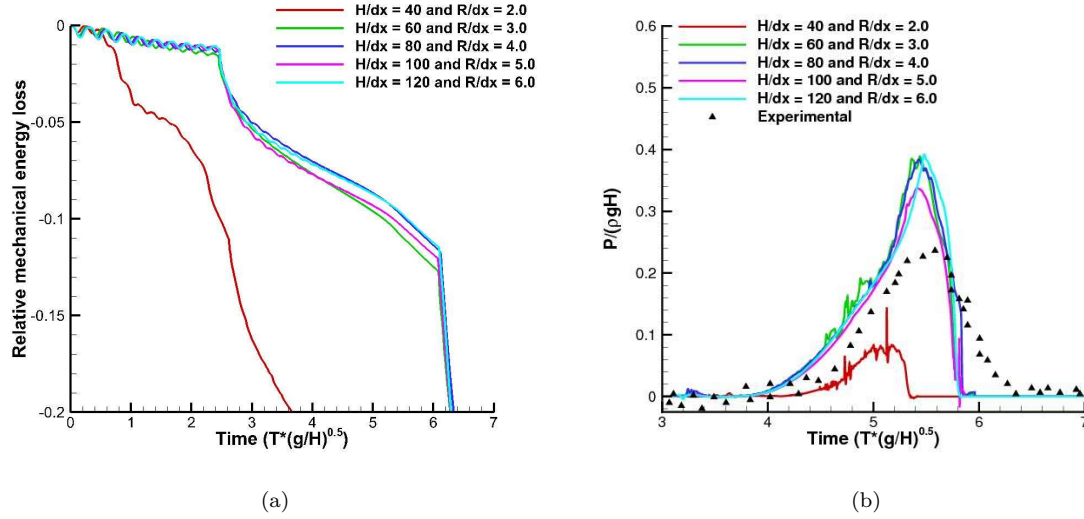 H/dx = 40 and R/dx = 2.0
H/dx = 60 and R/dx = 3.0
H/dx = 80 and R/dx = 4.0
H/dx = 100 and R/dx = 5.0
H/dx = 120 and R/dx = 6.0
Relative mechanical energy loss
0
-0.05
-0.1
-0.15
-0.2
0 1 2 3 4 5 6 7
Time (T*(g/H)^0.5)
(a)
H/dx = 40 and R/dx = 2.0
H/dx = 60 and R/dx = 3.0
H/dx = 80 and R/dx = 4.0
H/dx = 100 and R/dx = 5.0
H/dx = 120 and R/dx = 6.0
Experimental
P/(ρgH)
0.6
0.5
0.4
0.3
0.2
0.1
0
3 4 5 6 7
Time (T*(g/H)^0.5)
(b)